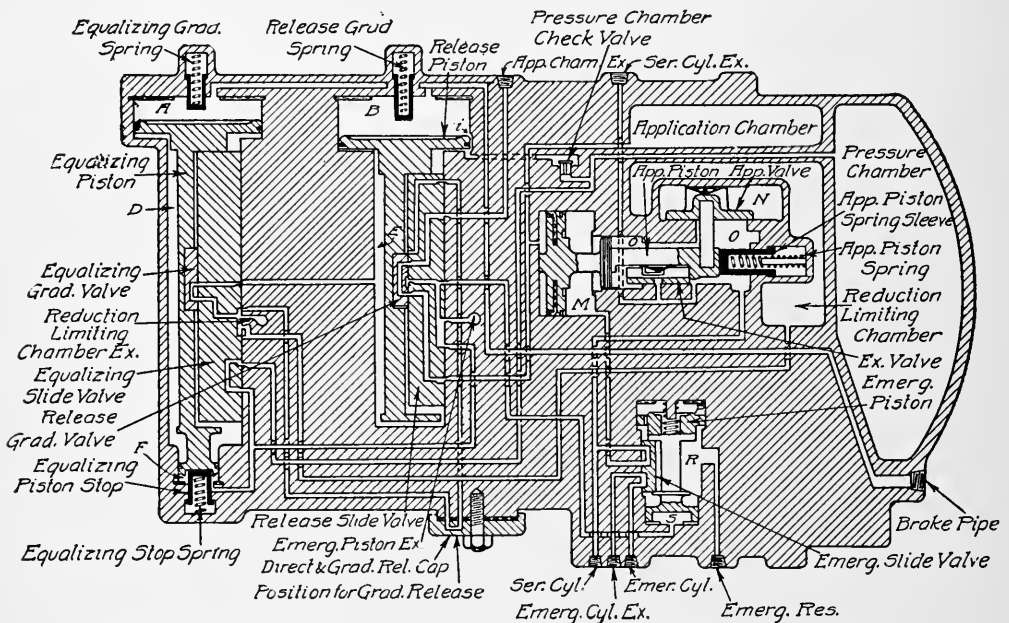 Equalizing Grad.
Spring
Release Grud
Spring
Release
Piston
App. Cham. Ex.
Pressure Chamber
Check Valve
Ser. Cyl. Ex.
A
B
i
Application Chamber
Pressure
Chamber
App. Piston
App. Valve
N
App. Piston
Spring Sleeve
App. Piston
Spring
O
O
Equalizing
Piston
D
E
M
Equalizing
Grad. Valve
Reduction
Limiting
Chamber Ex.
Equalizing
Slide Valve
Release
Grad. Valve
Reduction
Limiting
Chamber
Ex. Valve
Emerg.
Piston
R
S
F
Equalizing
Piston Stop
Equalizing Stop Spring
Release Slide Valve
Emerg. Piston Ex.
Direct & Grad. Rel. Cap
Position for Grad. Release
Brake Pipe
Emerg. Slide Valve
Ser. Cyl.
Emerg. Cyl. Ex.
Emer. Cyl.
Emerg. Res.